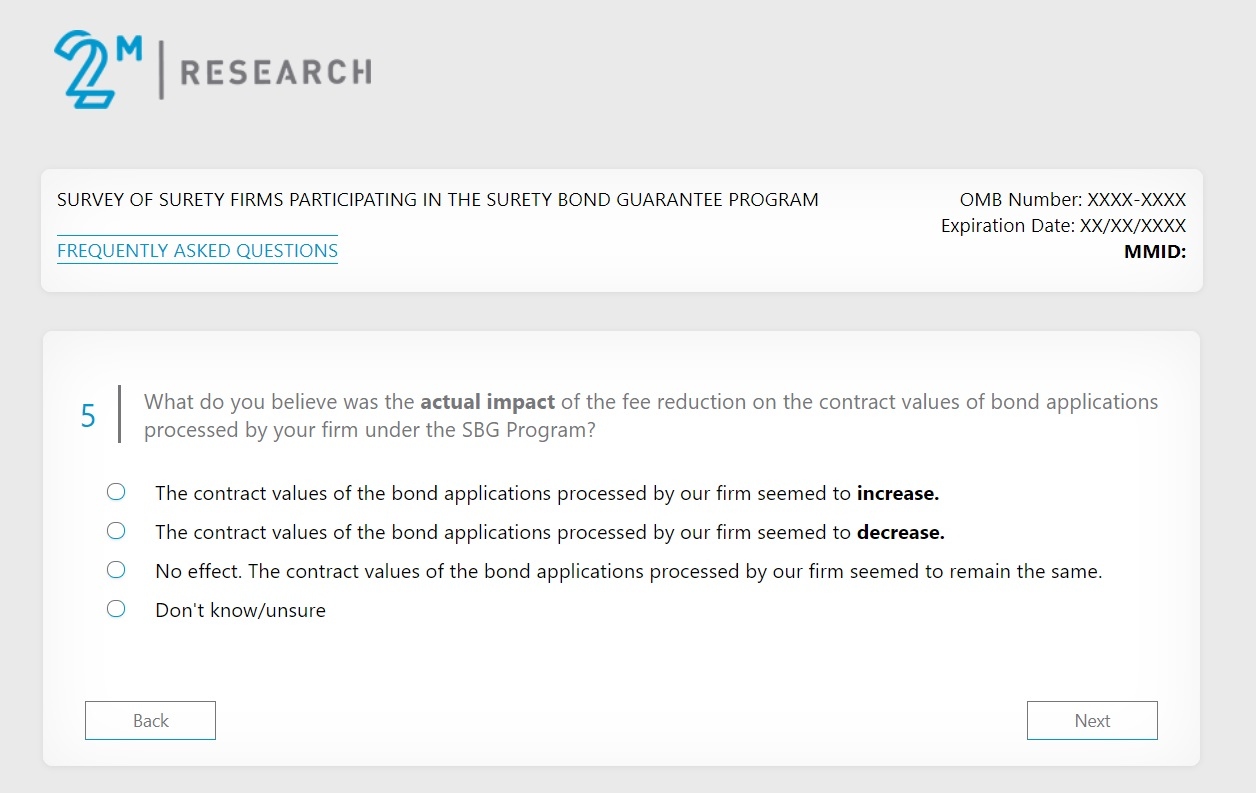 2M | RESEARCH
SURVEY OF SURETY FIRMS PARTICIPATING IN THE SURETY BOND GUARANTEE PROGRAM
OMB Number: XXXX-XXXX
Expiration Date: XX/XX/XXXX
FREQUENTLY ASKED QUESTIONS
MMID:
5
What do you believe was the actual impact of the fee reduction on the contract values of bond applications
processed by your firm under the SBG Program?
The contract values of the bond applications processed by our firm seemed to increase.
The contract values of the bond applications processed by our firm seemed to decrease.
No effect. The contract values of the bond applications processed by our firm seemed to remain the same.
Don't know/unsure
Back
Next